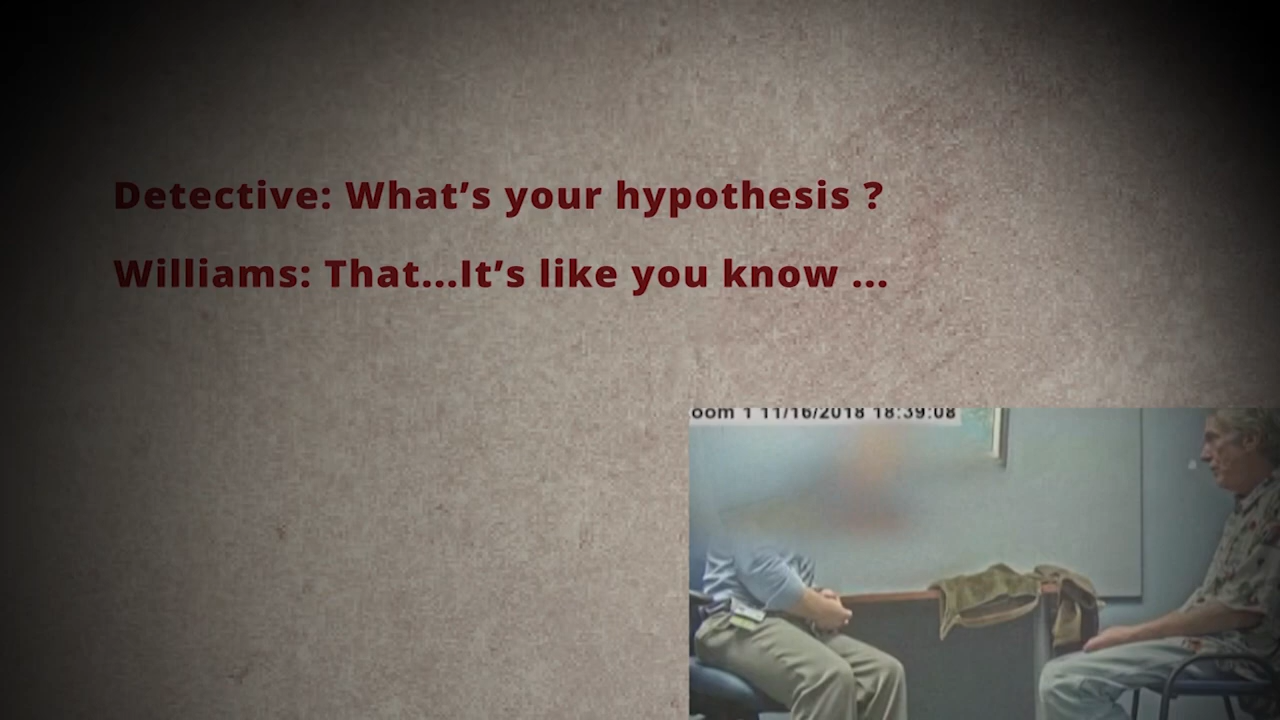 Detective: What’s your hypothesis ?
Williams: That...It’s like you know ...
oom 1 11/16/2018 18:39:08